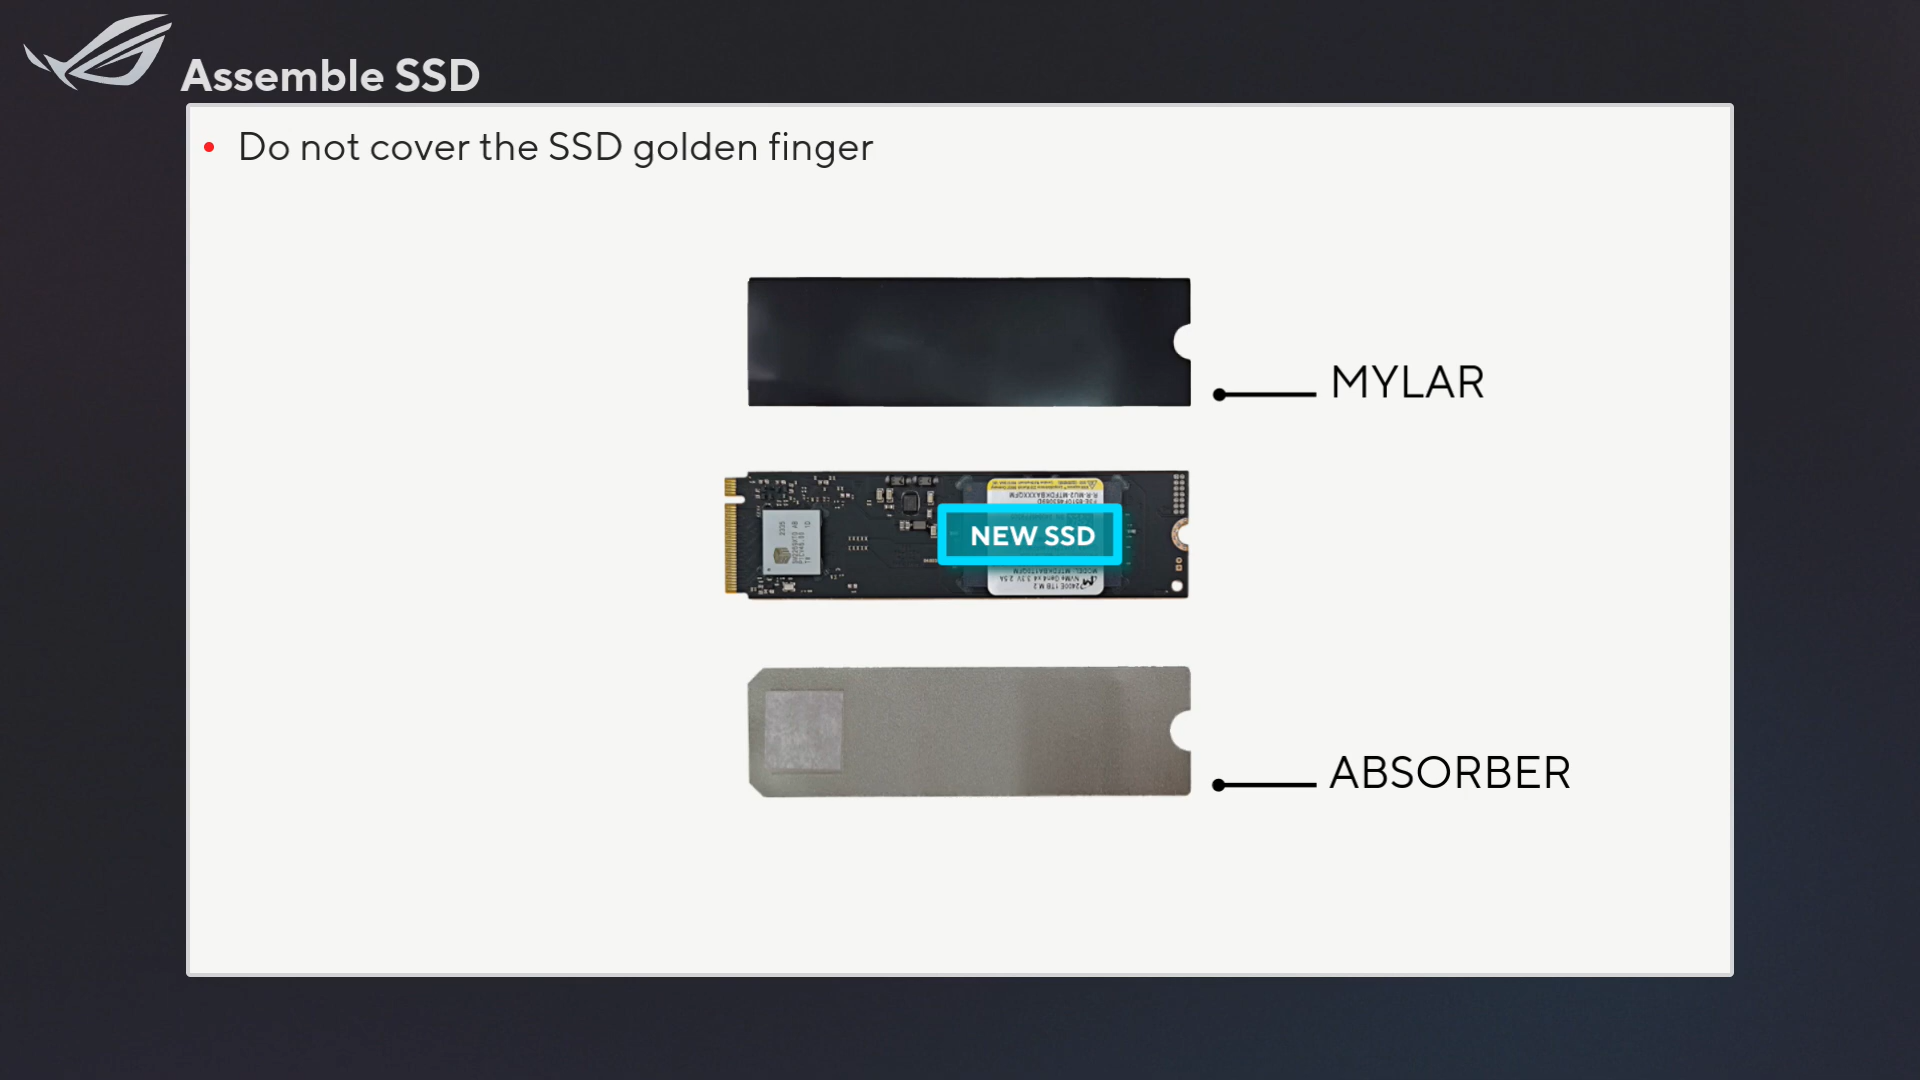 Assemble SSD
• Do not cover the SSD golden finger
MYLAR
NEW SSD
ABSORBER